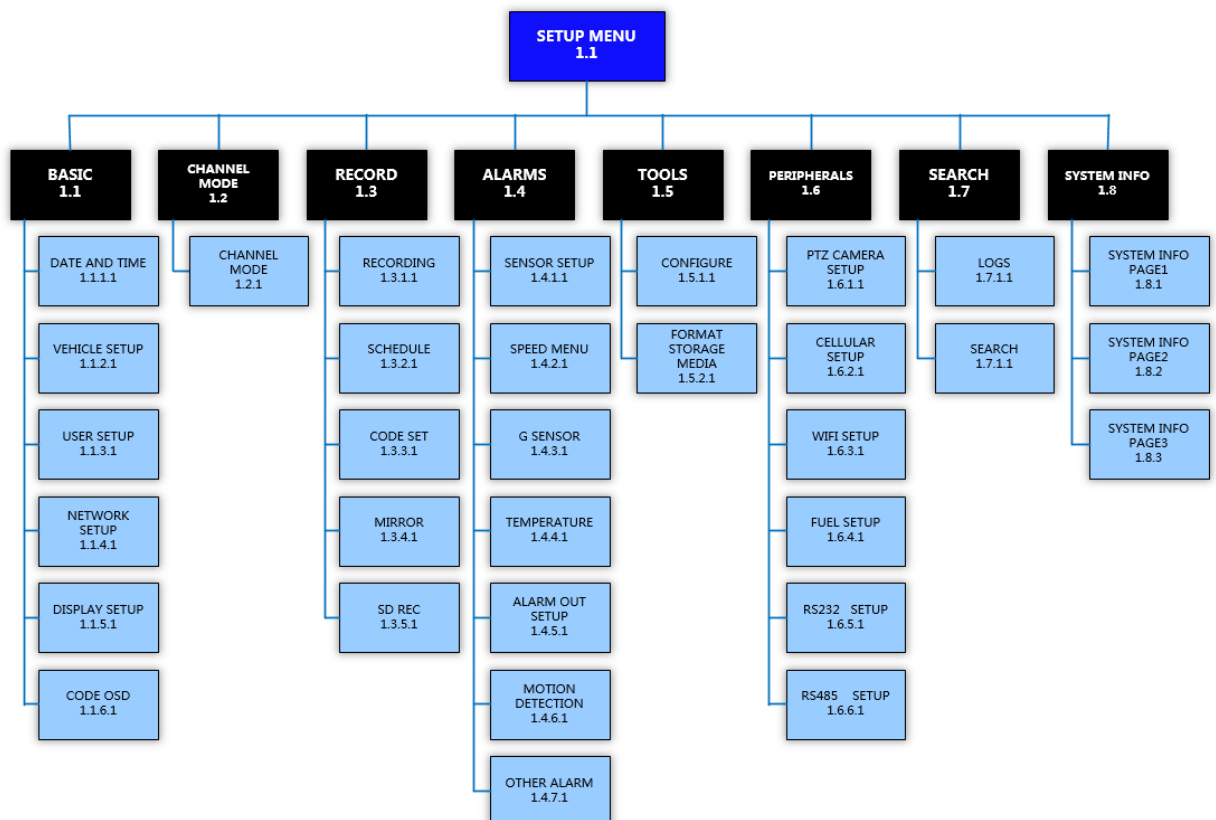 SETUP MENU
1.1
BASIC
1.1
CHANNEL
MODE
1.2
RECORD
1.3
ALARMS
1.4
TOOLS
1.5
PERIPHERALS
1.6
SEARCH
1.7
SYSTEM INFO
1.8
DATE AND TIME
1.1.1.1
VEHICLE SETUP
1.1.2.1
USER SETUP
1.1.3.1
NETWORK
SETUP
1.1.4.1
DISPLAY SETUP
1.1.5.1
CODE OSD
1.1.6.1
CHANNEL
MODE
1.2.1
RECORDING
1.3.1.1
SCHEDULE
1.3.2.1
CODE SET
1.3.3.1
MIRROR
1.3.4.1
SD REC
1.3.5.1
SENSOR SETUP
1.4.1.1
SPEED MENU
1.4.2.1
G SENSOR
1.4.3.1
TEMPERATURE
1.4.4.1
ALARM OUT
SETUP
1.4.5.1
MOTION
DETECTION
1.4.6.1
OTHER ALARM
1.4.7.1
CONFIGURE
1.5.1.1
FORMAT
STORAGE
MEDIA
1.5.2.1
PTZ CAMERA
SETUP
1.6.1.1
CELLULAR
SETUP
1.6.2.1
WIFI SETUP
1.6.3.1
FUEL SETUP
1.6.4.1
RS232 SETUP
1.6.5.1
RS485 SETUP
1.6.6.1
LOGS
1.7.1.1
SEARCH
1.7.1.1
SYSTEM INFO
PAGE1
1.8.1
SYSTEM INFO
PAGE2
1.8.2
SYSTEM INFO
PAGE3
1.8.3